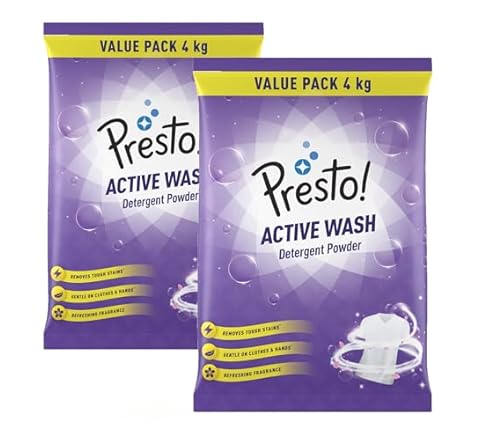 VALUE PACK 4 kg
Presto!
ACTIVE WAS
Detergent Powder
REMOVES TOUGH STAINS*
GENTLE ON CLOTHES & HANDS*
REFRESHING FRAGRANCE*
VALUE PACK 4 kg
Presto!
ACTIVE WASH
Detergent Powder
REMOVES TOUGH STAINS*
GENTLE ON CLOTHES & HANDS*
REFRESHING FRAGRANCE*